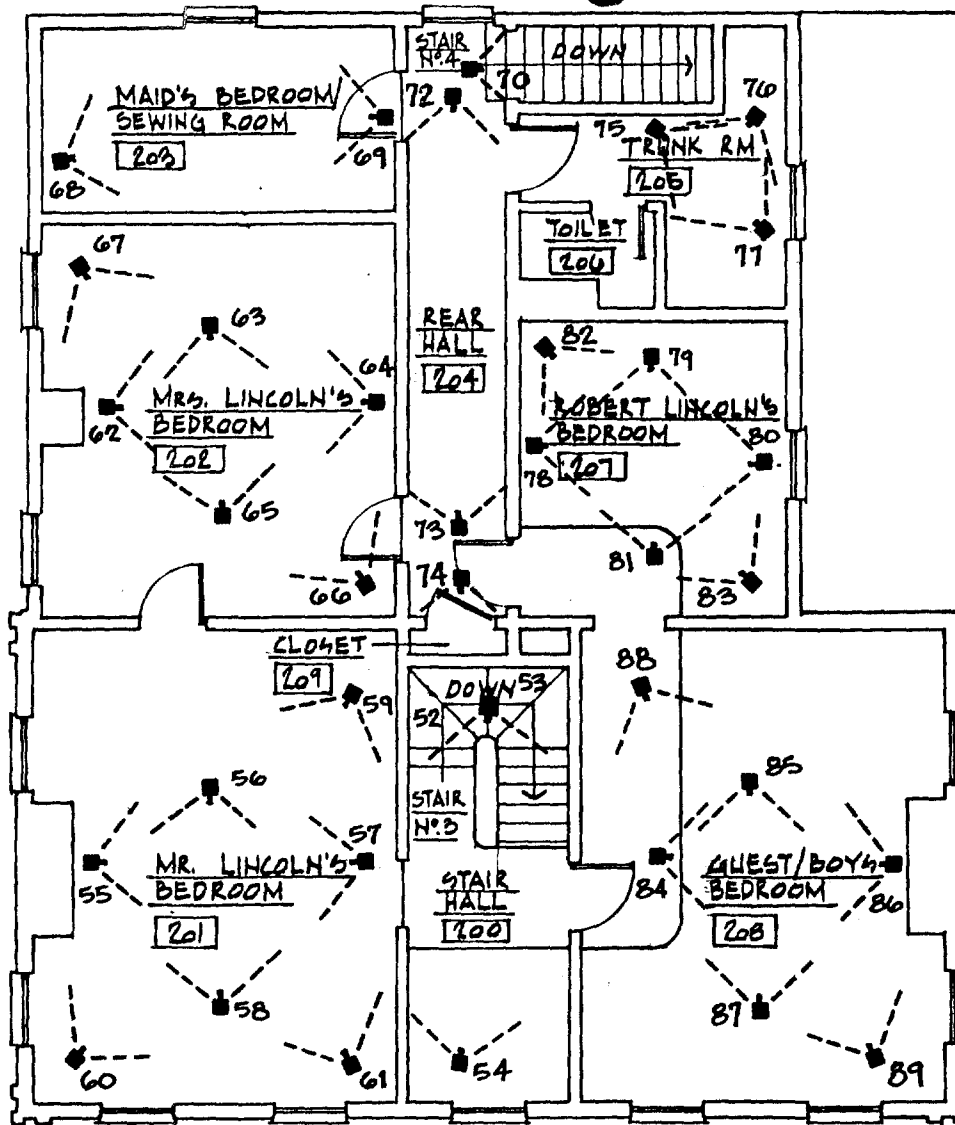 STAIR
Nº.4
DOWN
70
72
MAID'S BEDROOM/
SEWING ROOM
203
68
69
75
76
TRUNK RM
205
77
TOILET
206
67
63
64
62
MRS. LINCOLN'S
BEDROOM
202
65
66
REAR
HALL
204
73
74
82
79
ROBERT LINCOLN'S
BEDROOM
207
78
80
81
83
CLOSET
209
59
56
57
55
MR. LINCOLN'S
BEDROOM
201
58
60
61
DOWN
53
52
STAIR
Nº.3
STAIR
HALL
200
54
88
85
84
GUEST/BOYS
BEDROOM
208
86
87
89